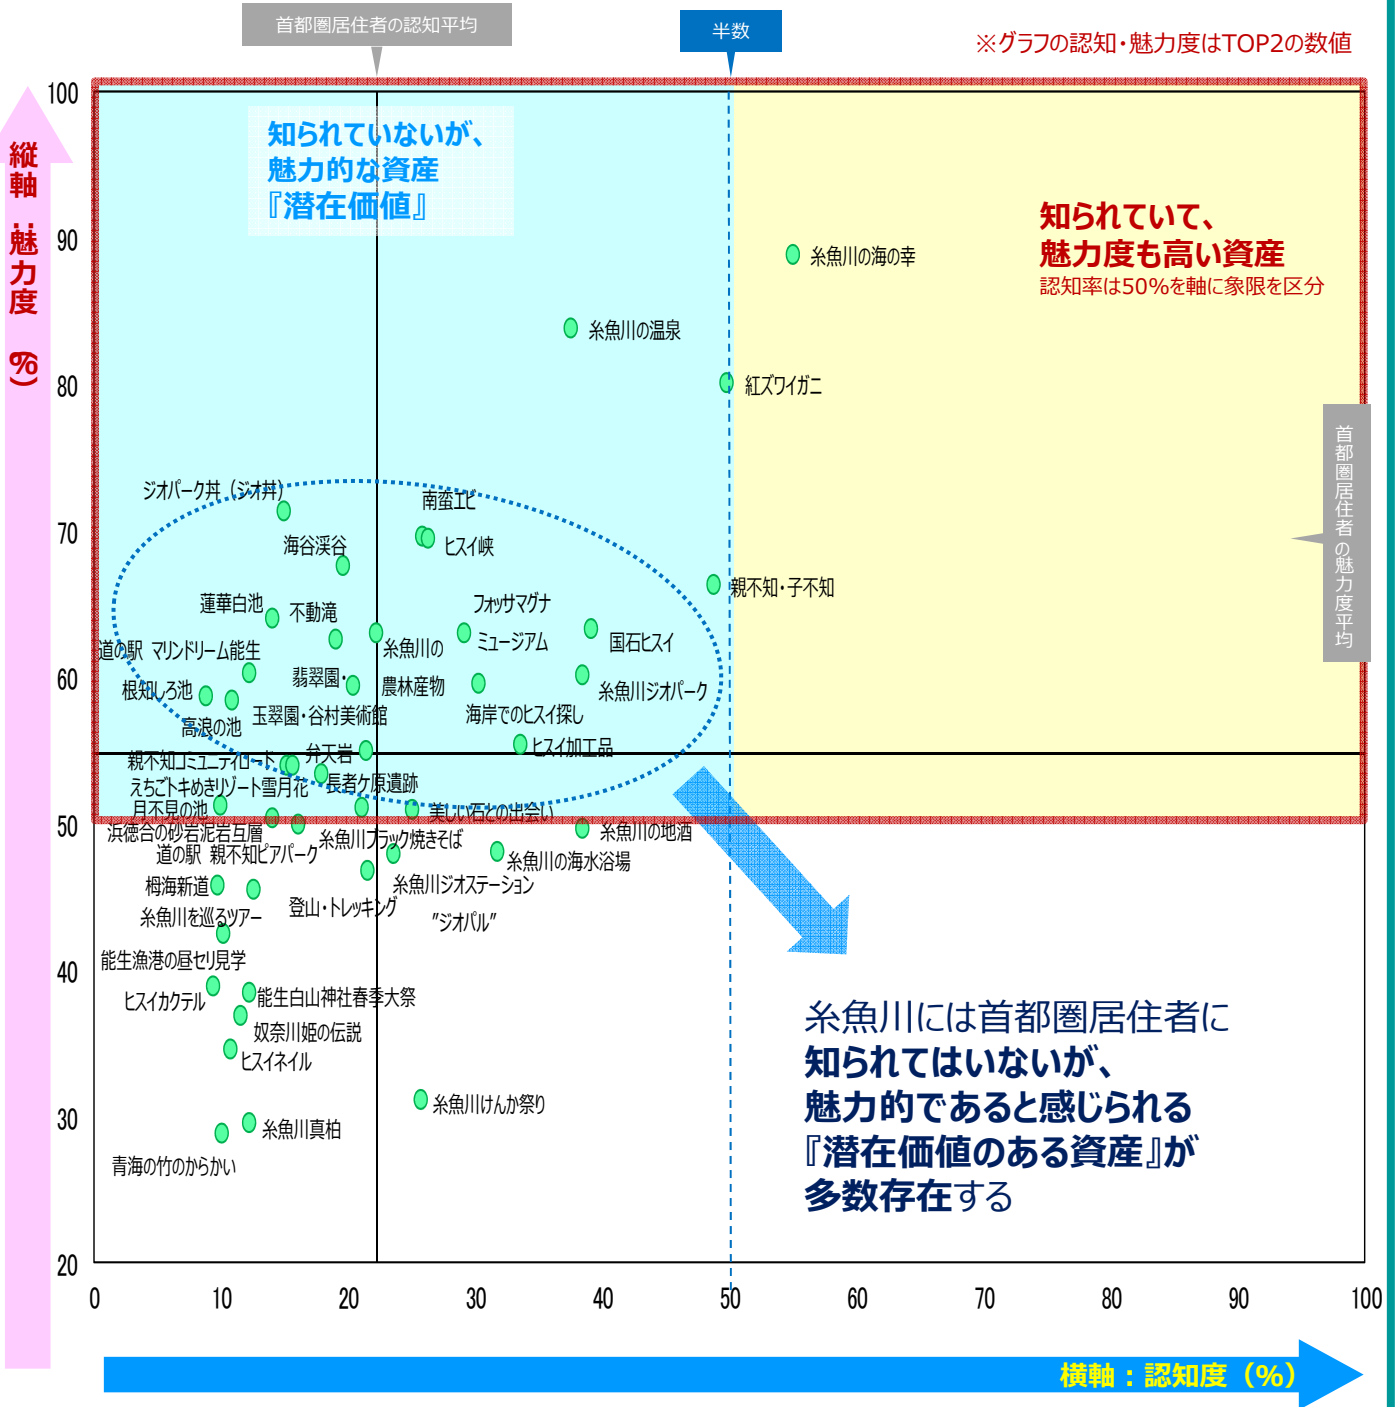 首都圏居住者の認知平均
半数
※グラフの認知・魅力度はTOP2の数値
縦軸：魅力度（%）
100
90
80
70
60
50
40
30
20
知られていないが、
魅力的な資産
『潜在価値』
知られていて、
魅力度も高い資産
認知率は50%を軸に象限を区分
首都圏居住者の魅力度平均
糸魚川の海の幸
糸魚川の温泉
紅ズワイガニ
ジオパーク丼（ジオ丼）
南蛮エビ
ヒスイ峡
海谷渓谷
親不知・子不知
蓮華白池
不動滝
フォッサマグナ
ミュージアム
国石ヒスイ
糸魚川の
農林産物
道の駅 マリンドリーム能生
翡翠園・
玉翠園・谷村美術館
根知しろ池
糸魚川ジオパーク
高浪の池
海岸でのヒスイ探し
ヒスイ加工品
弁天岩
親不知コミュニティロード
えちごトキめきリゾート雪月花
長者ケ原遺跡
月不見の池
美しい石との出会い
浜徳合の砂岩泥岩互層
糸魚川ブラック焼きそば
糸魚川の地酒
道の駅 親不知ピアパーク
糸魚川の海水浴場
栂海新道
糸魚川ジオステーション
"ジオパル"
登山・トレッキング
糸魚川を巡るツアー
能生漁港の昼セリ見学
ヒスイカクテル
能生白山神社春季大祭
奴奈川姫の伝説
ヒスイネイル
糸魚川けんか祭り
糸魚川真柏
青海の竹のからかい
糸魚川には首都圏居住者に
知られてはいないが、
魅力的であると感じられる
『潜在価値のある資産』が
多数存在する
0 10 20 30 40 50 60 70 80 90 100
横軸：認知度（%）